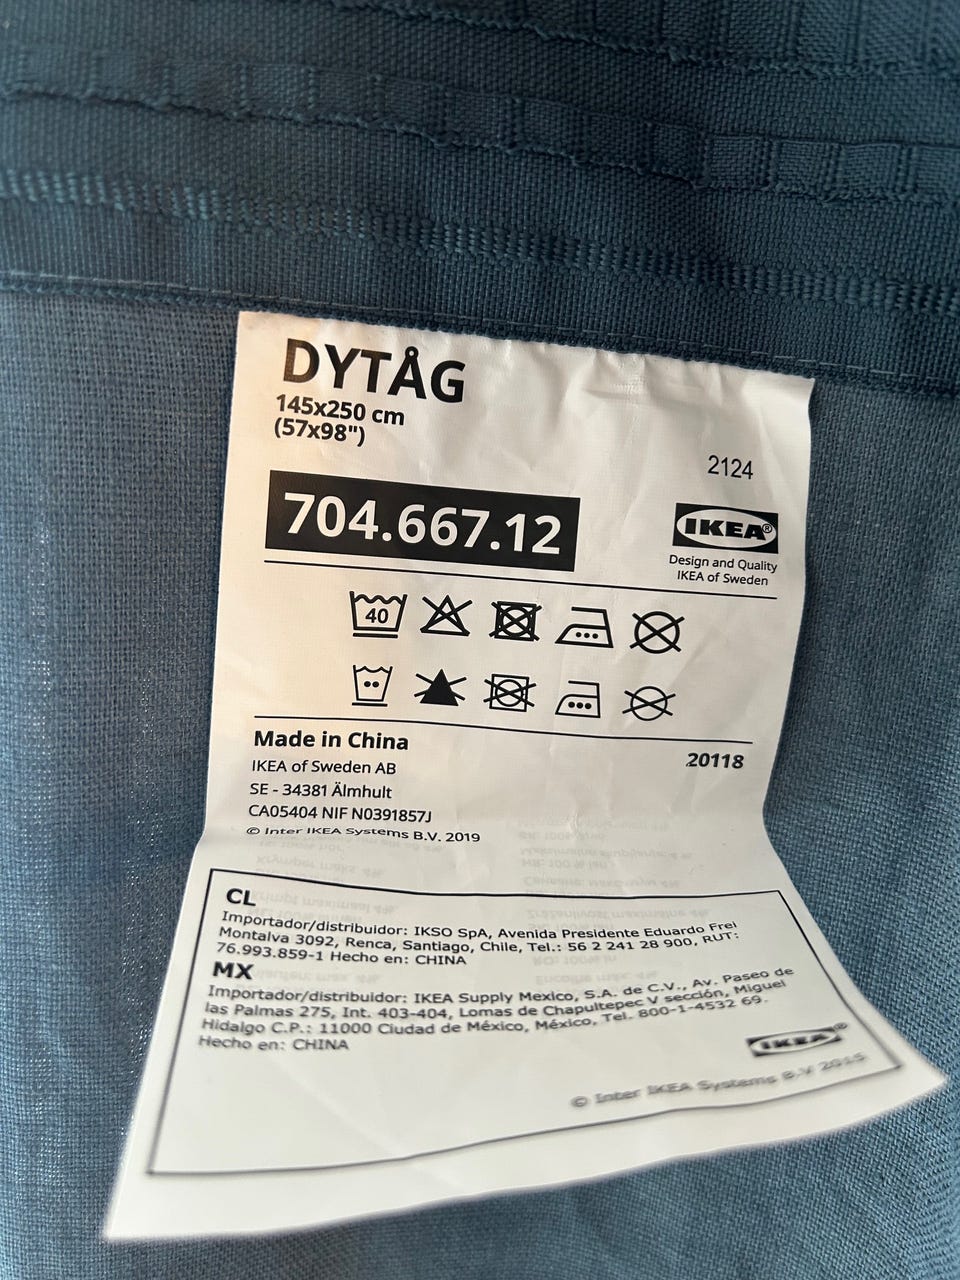 DYTÅG
145x250 cm
(57x98")
2124
704.667.12
IKEA®
Design and Quality
IKEA of Sweden
40
Made in China
20118
IKEA of Sweden AB
SE - 34381 Älmhult
CA05404 NIF N0391857J
© Inter IKEA Systems B.V. 2019
CL
Importador/distribuidor: IKSO SpA, Avenida Presidente Eduardo Frei
Montalva 3092, Renca, Santiago, Chile, Tel.: 56 2 241 28 900, RUT:
76.993.859-1 Hecho en: CHINA
MX
Importador/distribuidor: IKEA Supply Mexico, S.A. de C.V., Av. Paseo de
las Palmas 275, Int. 403-404, Lomas de Chapultepec V sección, Miguel
Hidalgo C.P.: 11000 Ciudad de México, México, Tel. 800-1-4532 69.
Hecho en: CHINA
IKEA®
© Inter IKEA Systems B.V 2015